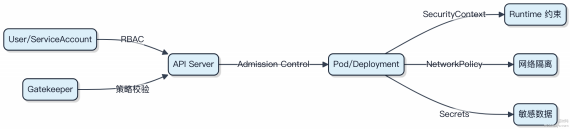 User/ServiceAccount
RBAC
Gatekeeper
策略校验
API Server
Admission Control
Pod/Deployment
SecurityContext
Runtime 约束
NetworkPolicy
网络隔离
Secrets
敏感数据